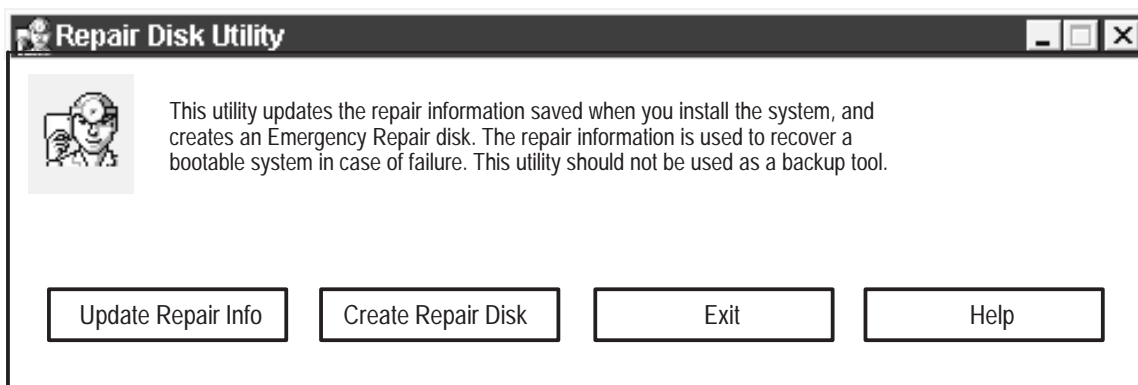 Repair Disk Utility
This utility updates the repair information saved when you install the system, and
creates an Emergency Repair disk. The repair information is used to recover a
bootable system in case of failure. This utility should not be used as a backup tool.
Update Repair Info
Create Repair Disk
Exit
Help